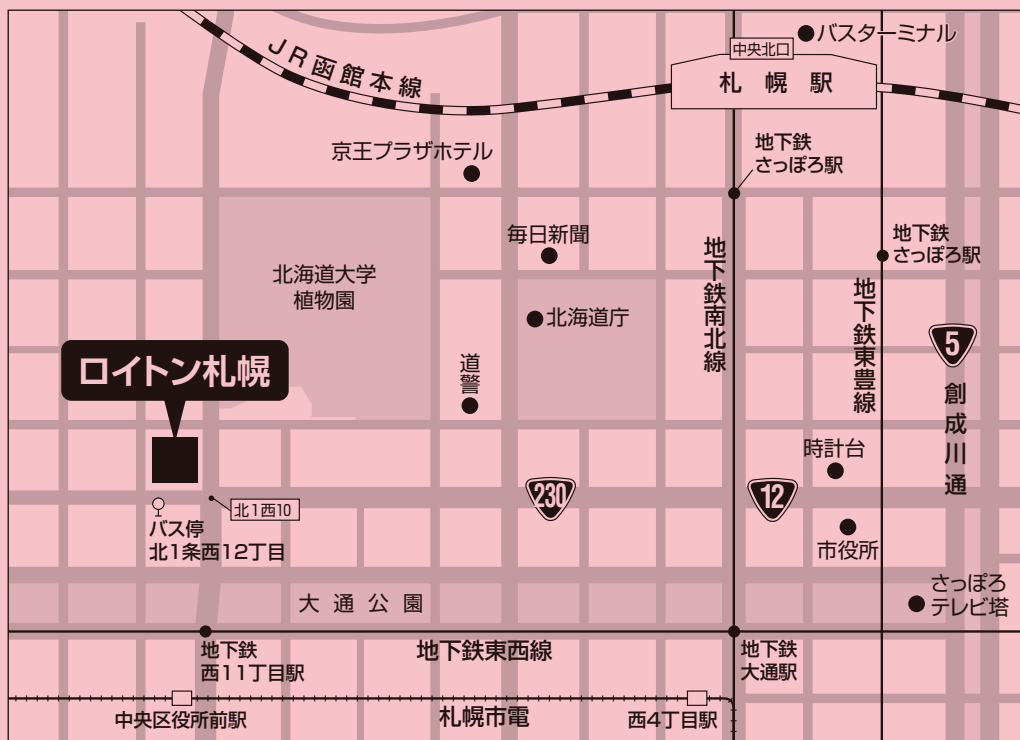 バスターミナル
中央北口
札幌駅
JR函館本線
京王プラザホテル
地下鉄
さっぽろ駅
毎日新聞
地下鉄
さっぽろ駅
地下鉄南北線
北海道大学
植物園
地下鉄東豊線
北海道庁
5
ロイトン札幌
道警
創成川通
時計台
230
12
北1西10
バス停
北1条西12丁目
市役所
さっぽろ
テレビ塔
大通公園
地下鉄
西11丁目駅
地下鉄東西線
地下鉄
大通駅
中央区役所前駅
札幌市電
西4丁目駅